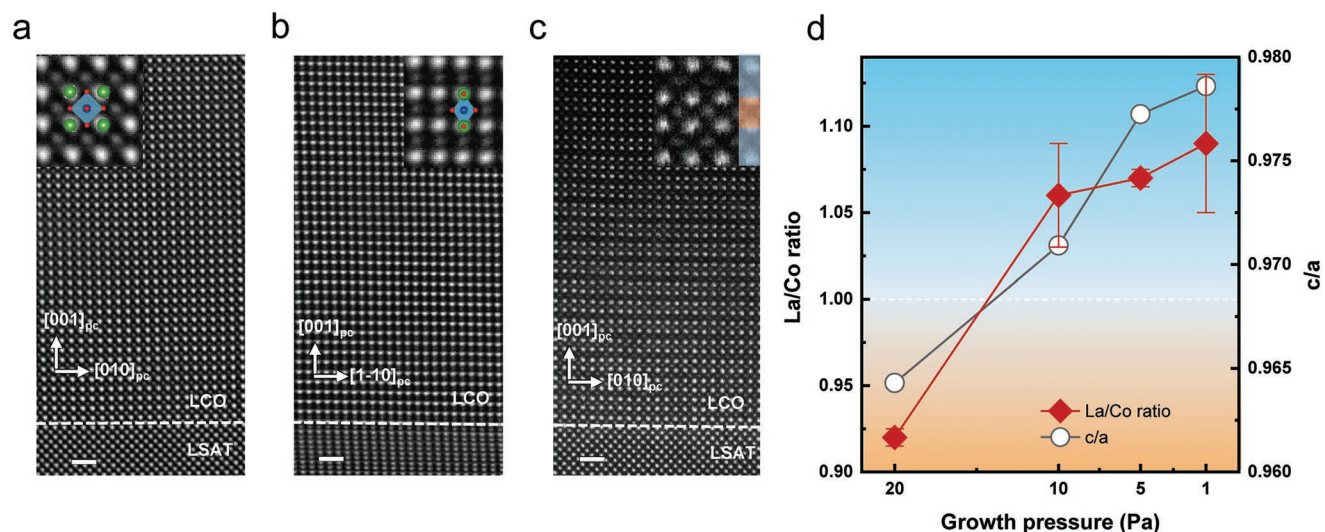 a
[001]pc
[010]pc
LCO
LSAT
b
[001]pc
[1-10]pc
LCO
c
[001]pc
[010]pc
LCO
LSAT
d
La/Co ratio
1.10
1.05
1.00
0.95
0.90
0.980
0.975
0.970
0.965
0.960
c/a
La/Co ratio
c/a
20 10 5 1
Growth pressure (Pa)